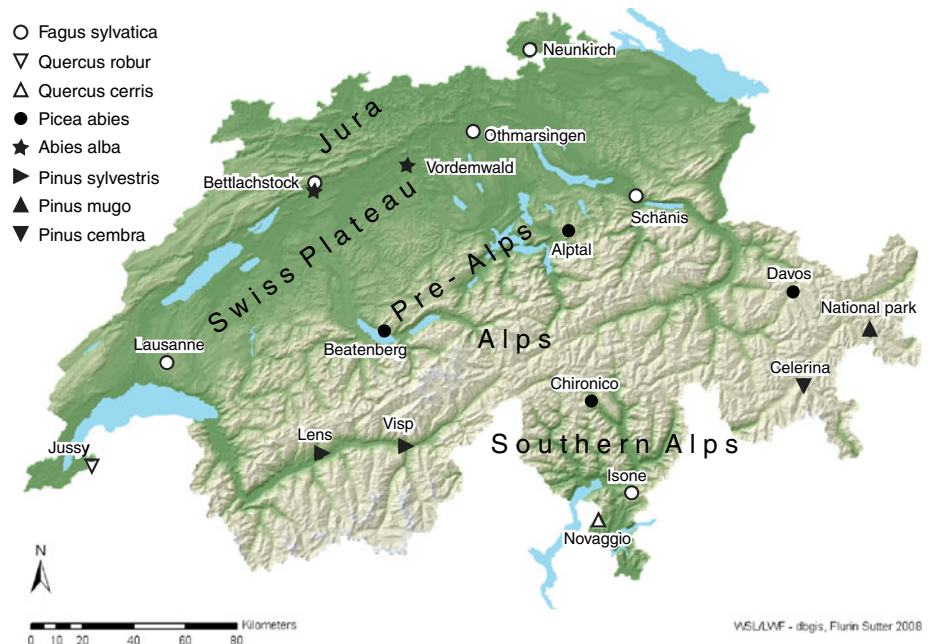 Fagus sylvatica
Quercus robur
Quercus cerris
Picea abies
Abies alba
Pinus sylvestris
Pinus mugo
Pinus cembra
Neunkirch
Jura
Othmarsingen
Vordemwald
Bettlachstock
Schänis
Swiss Plateau
Alptal
Pre-Alps
Davos
National park
Beatenberg
Alps
Lausanne
Celerina
Chironico
Lens
Visp
Southern Alps
Jussy
Isone
Novaggio
N
0 10 20 40 60 80 Kilometers
WSL/LWF - dbgis, Flurin Sutter 2008